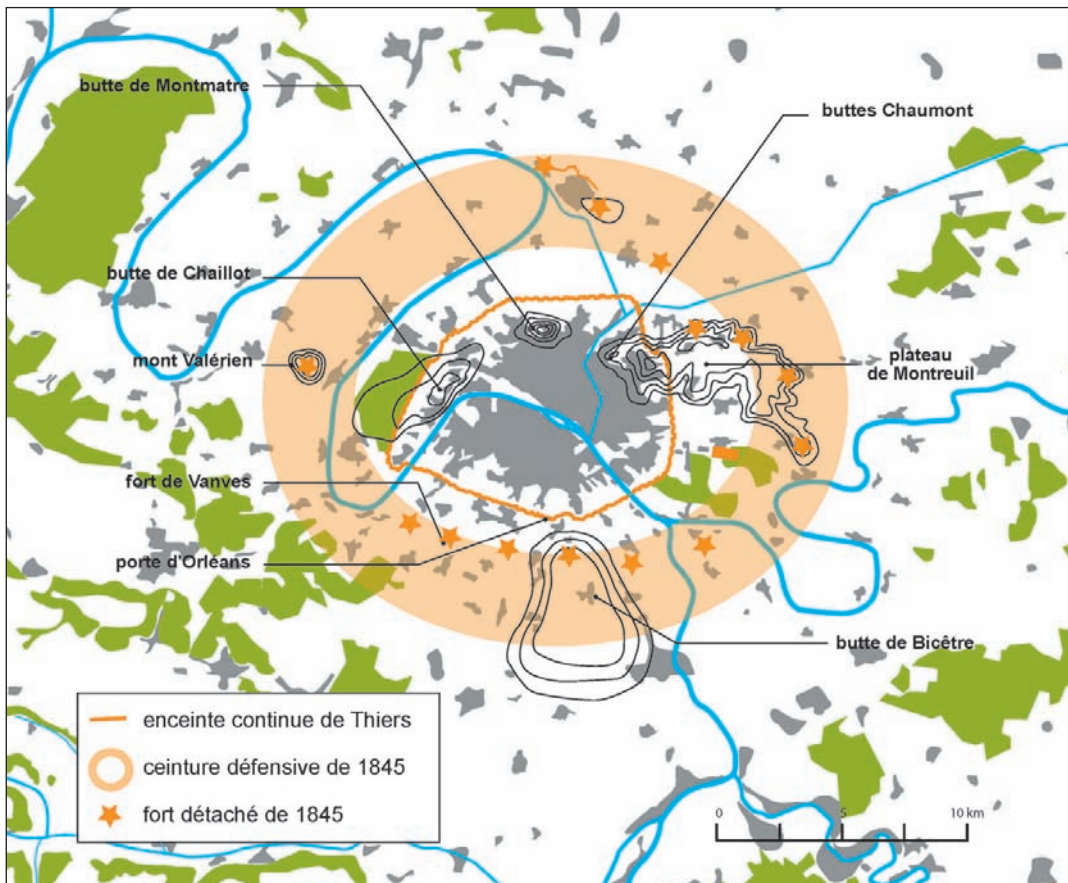 butte de Montmatre
buttes Chaumont
butte de Chaillot
mont Valérien
plateau
de Montreuil
fort de Vanves
porte d'Orléans
butte de Bicêtre
enceinte continue de Thiers
ceinture défensive de 1845
fort détaché de 1845
0 5 10 km